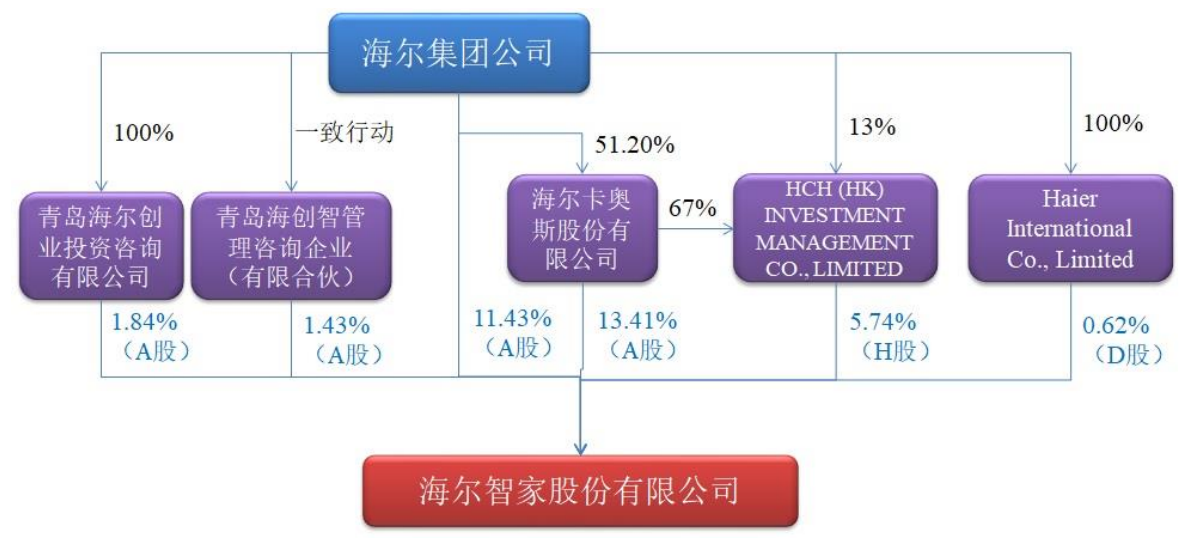 海尔集团公司
100%
一致行动
51.20%
13%
100%
青岛海尔创
业投资咨询
有限公司
青岛海创智管
理咨询企业
（有限合伙）
海尔卡奥
斯股份有
限公司
67%
HCH (HK)
INVESTMENT
MANAGEMENT
CO., LIMITED
Haier
International
Co., Limited
1.84%
（A股）
1.43%
（A股）
11.43%
（A股）
13.41%
（A股）
5.74%
（H股）
0.62%
（D股）
海尔智家股份有限公司